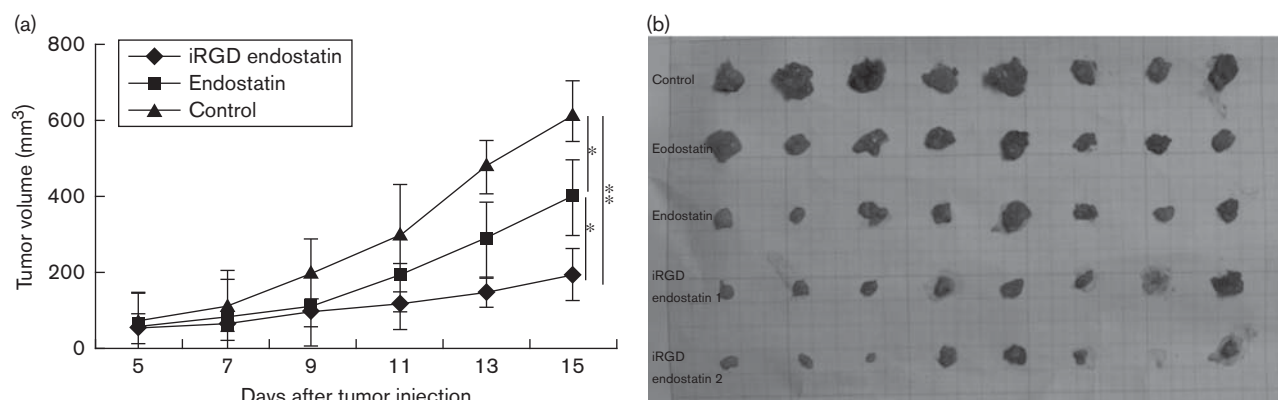 (a)
800
600
400
200
0
Tumor volume (mm³)
iRGD endostatin
Endostatin
Control
*
**
*
5 7 9 11 13 15
Days after tumor injection
(b)
Control
Eodostatin
Endostatin
iRGD
endostatin 1
iRGD
endostatin 2